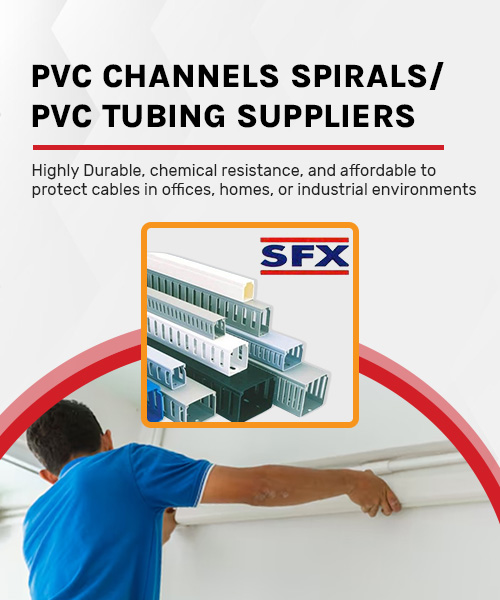 PVC CHANNELS SPIRALS/
PVC TUBING SUPPLIERS
Highly Durable, chemical resistance, and affordable to
protect cables in offices, homes, or industrial environments
SFX